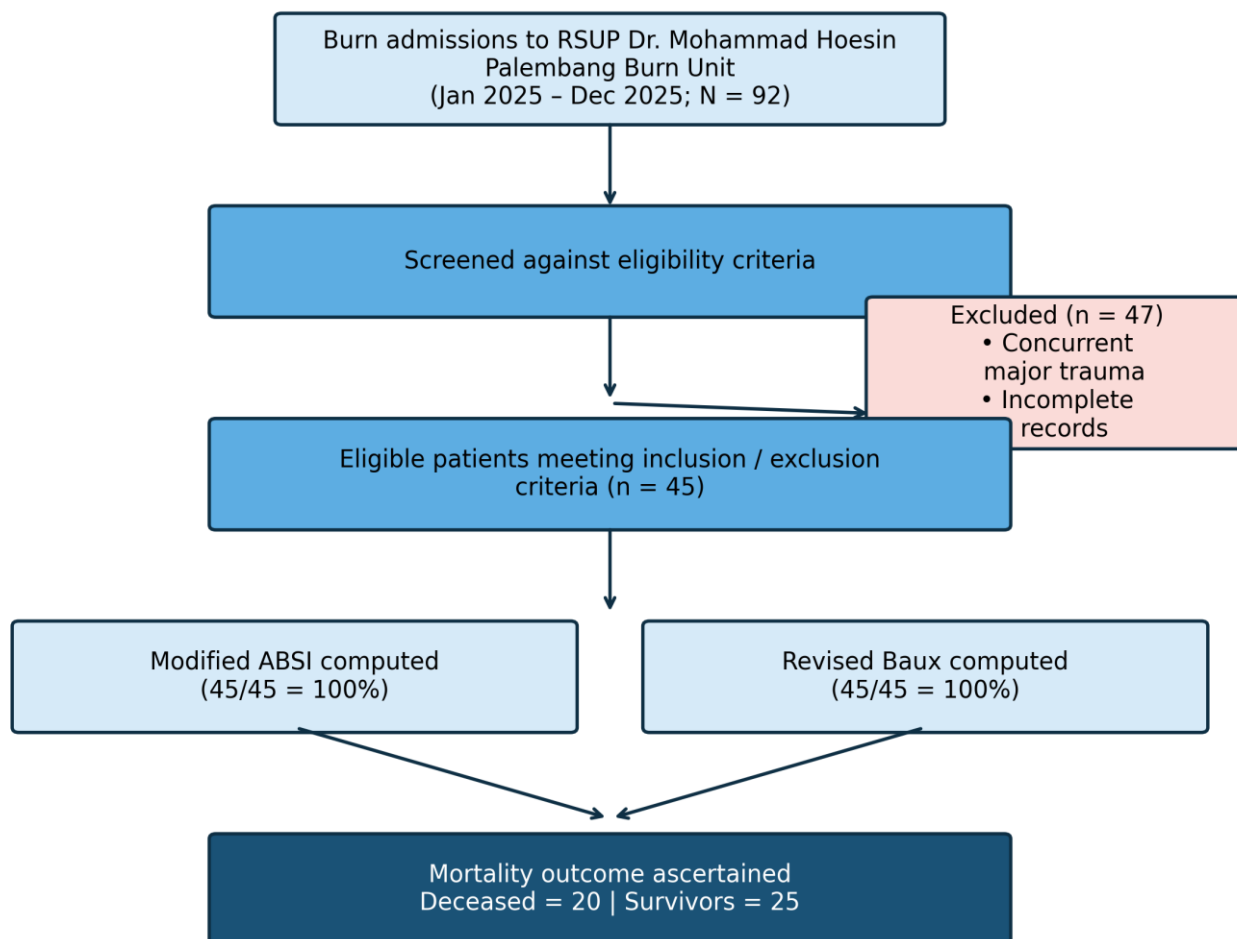 Burn admissions to RSUP Dr. Mohammad Hoesin
Palembang Burn Unit
(Jan 2025 – Dec 2025; N = 92)
Screened against eligibility criteria
Excluded (n = 47)
• Concurrent
major trauma
• Incomplete
records
Eligible patients meeting inclusion / exclusion
criteria (n = 45)
Modified ABSI computed
(45/45 = 100%)
Revised Baux computed
(45/45 = 100%)
Mortality outcome ascertained
Deceased = 20 | Survivors = 25